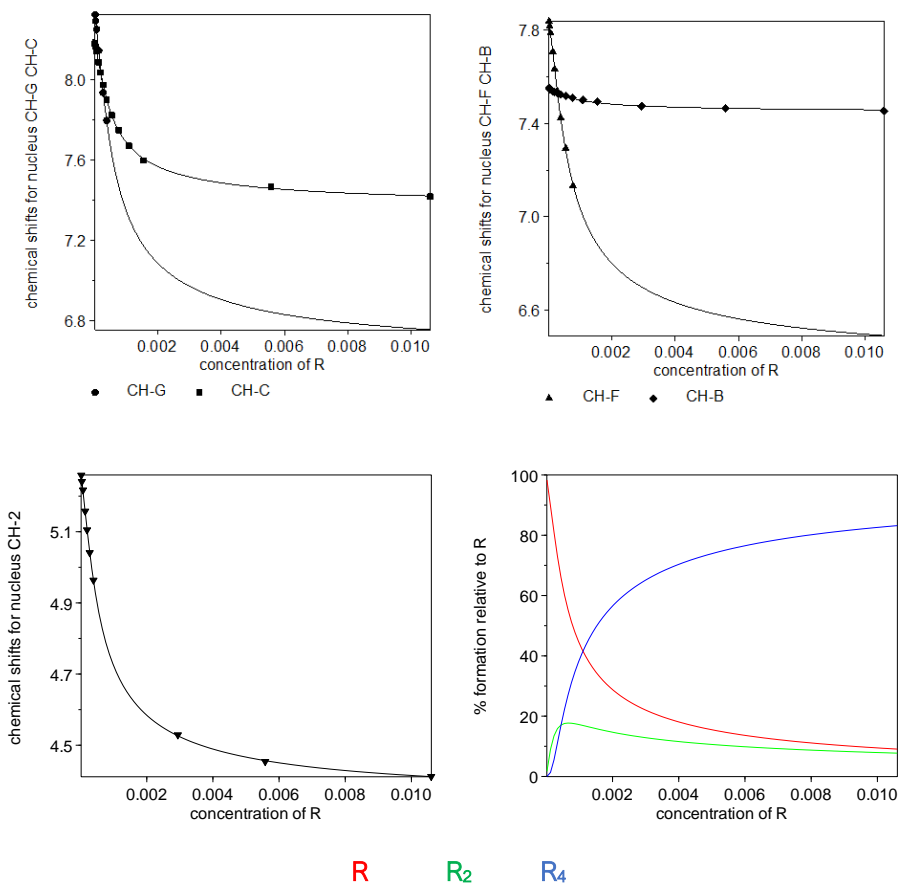 chemical shifts for nucleus CH-G CH-C
8.0
7.6
7.2
6.8
0.002 0.004 0.006 0.008 0.010
concentration of R
CH-G CH-C
chemical shifts for nucleus CH-F CH-B
7.8
7.4
7.0
6.6
0.002 0.004 0.006 0.008 0.010
concentration of R
CH-F CH-B
chemical shifts for nucleus CH-2
5.1
4.9
4.7
4.5
0.002 0.004 0.006 0.008 0.010
concentration of R
% formation relative to R
100
80
60
40
20
0
0.002 0.004 0.006 0.008 0.010
concentration of R
R R₂ R₄